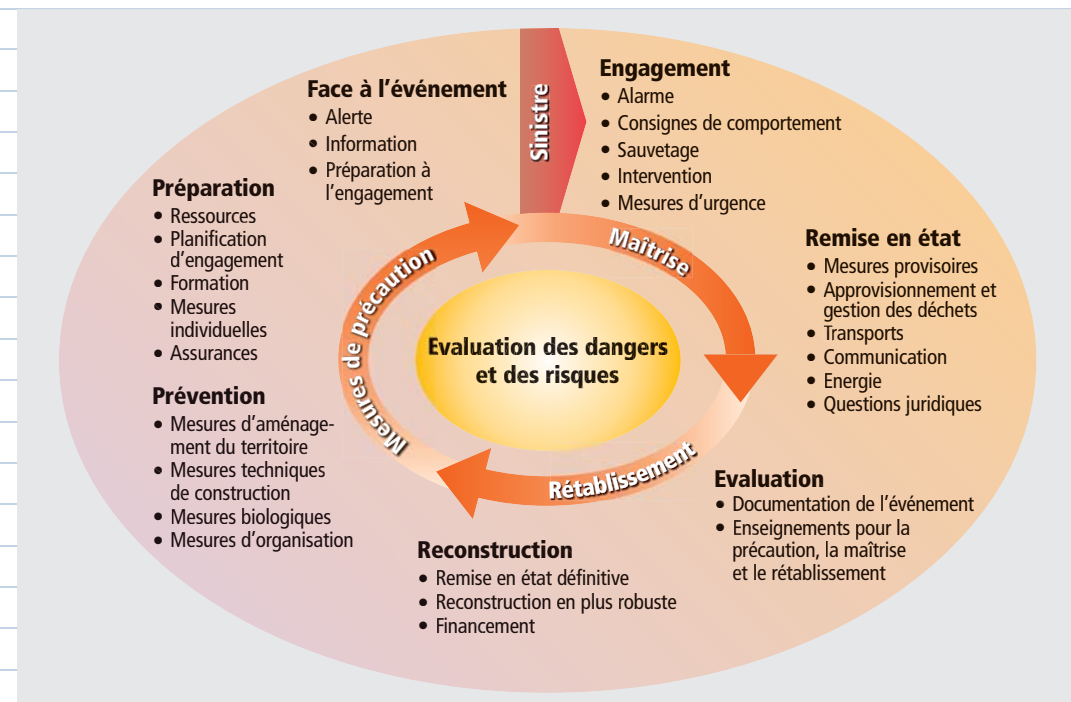 Sinistre
Engagement
• Alarme
• Consignes de comportement
• Sauvetage
• Intervention
• Mesures d'urgence
Remise en état
• Mesures provisoires
• Approvisionnement et
gestion des déchets
• Transports
• Communication
• Energie
• Questions juridiques
Evaluation
• Documentation de l'événement
• Enseignements pour la
précaution, la maîtrise
et le rétablissement
Reconstruction
• Remise en état définitive
• Reconstruction en plus robuste
• Financement
Prévention
• Mesures d'aménage-
ment du territoire
• Mesures techniques
de construction
• Mesures biologiques
• Mesures d'organisation
Préparation
• Ressources
• Planification
d'engagement
• Formation
• Mesures
individuelles
• Assurances
Face à l'événement
• Alerte
• Information
• Préparation à
l'engagement
Maîtrise
Rétablissement
Mesures de précaution
Evaluation des dangers
et des risques